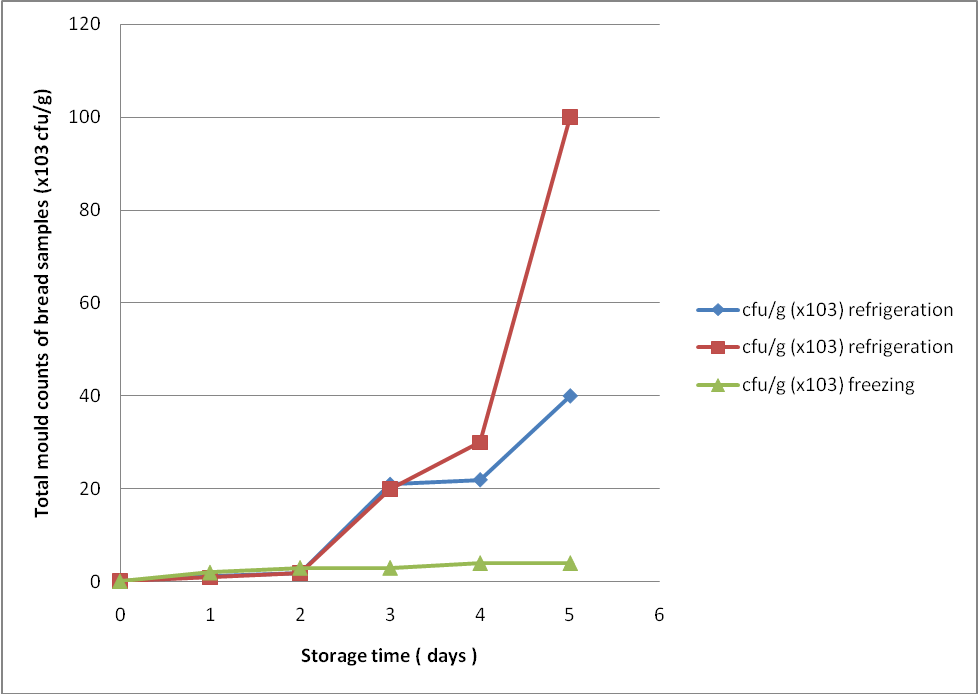 Total mould counts of bread samples (x103 cfu/g)
120
100
80
60
40
20
0
0 1 2 3 4 5 6
Storage time ( days )
cfu/g (x103) refrigeration
cfu/g (x103) refrigeration
cfu/g (x103) freezing